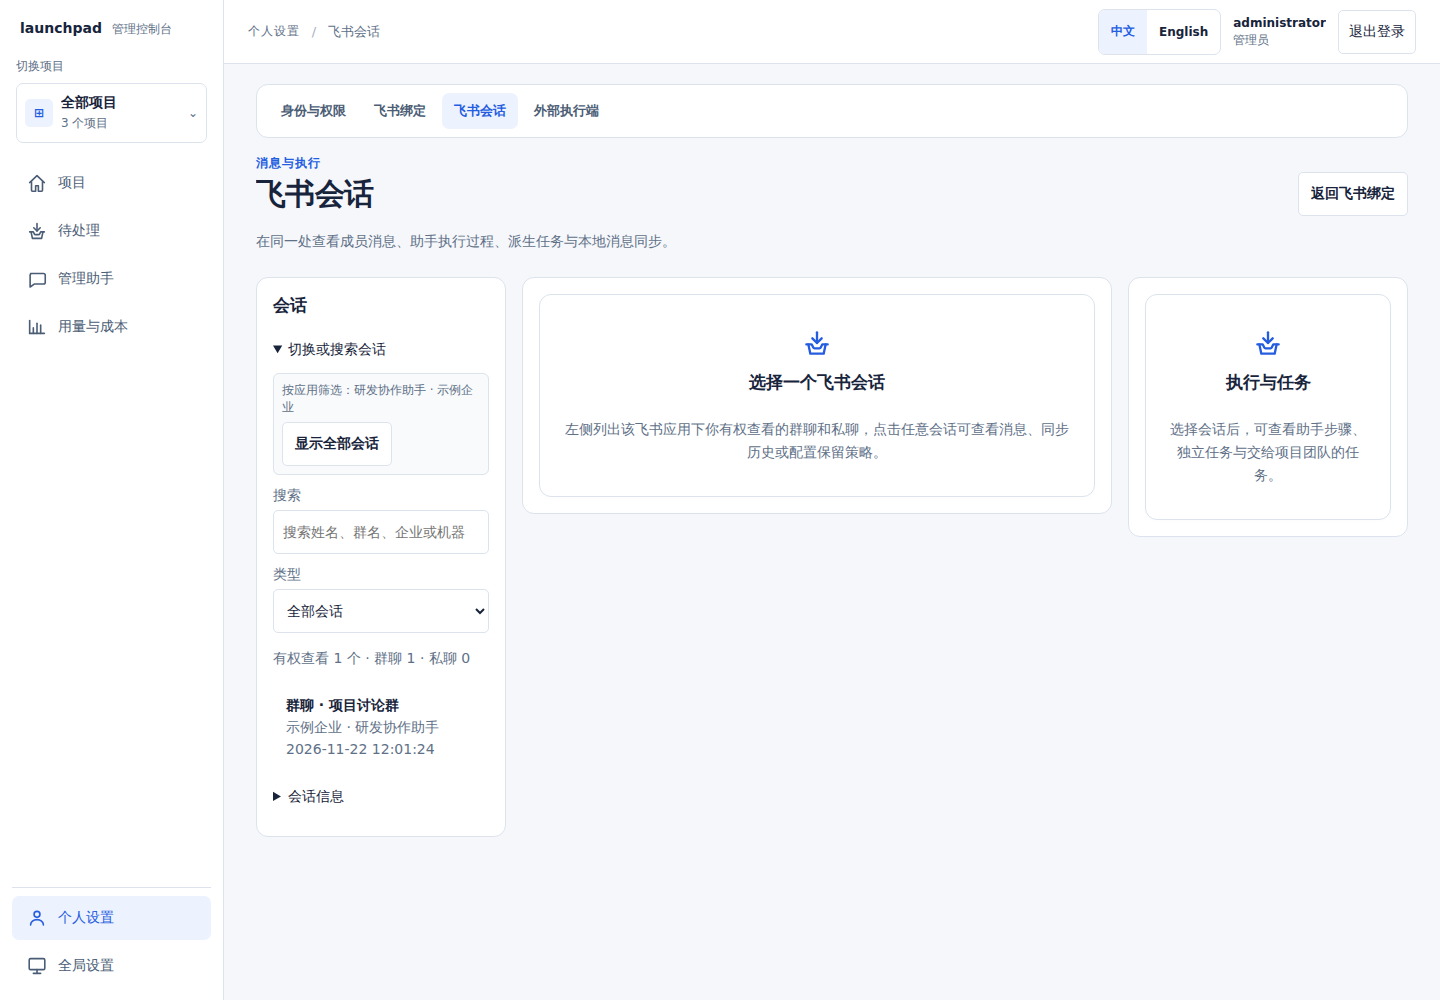 launchpad 管理控制台
切换项目
全部项目
3 个项目
项目
待处理
管理助手
用量与成本
个人设置
全局设置
个人设置 / 飞书会话
中文 English
administrator
管理员
退出登录
身份与权限 飞书绑定 飞书会话 外部执行端
消息与执行
飞书会话
返回飞书绑定
在同一处查看成员消息、助手执行过程、派生任务与本地消息同步。
会话
切换或搜索会话
按应用筛选：研发协作助手 · 示例企
业
显示全部会话
搜索
搜索姓名、群名、企业或机器
类型
全部会话
有权查看 1 个 · 群聊 1 · 私聊 0
群聊 · 项目讨论群
示例企业 · 研发协作助手
2026-11-22 12:01:24
会话信息
选择一个飞书会话
左侧列出该飞书应用下你有权查看的群聊和私聊，点击任意会话可查看消息、同步
历史或配置保留策略。
执行与任务
选择会话后，可查看助手步骤、
独立任务与交给项目团队的任
务。